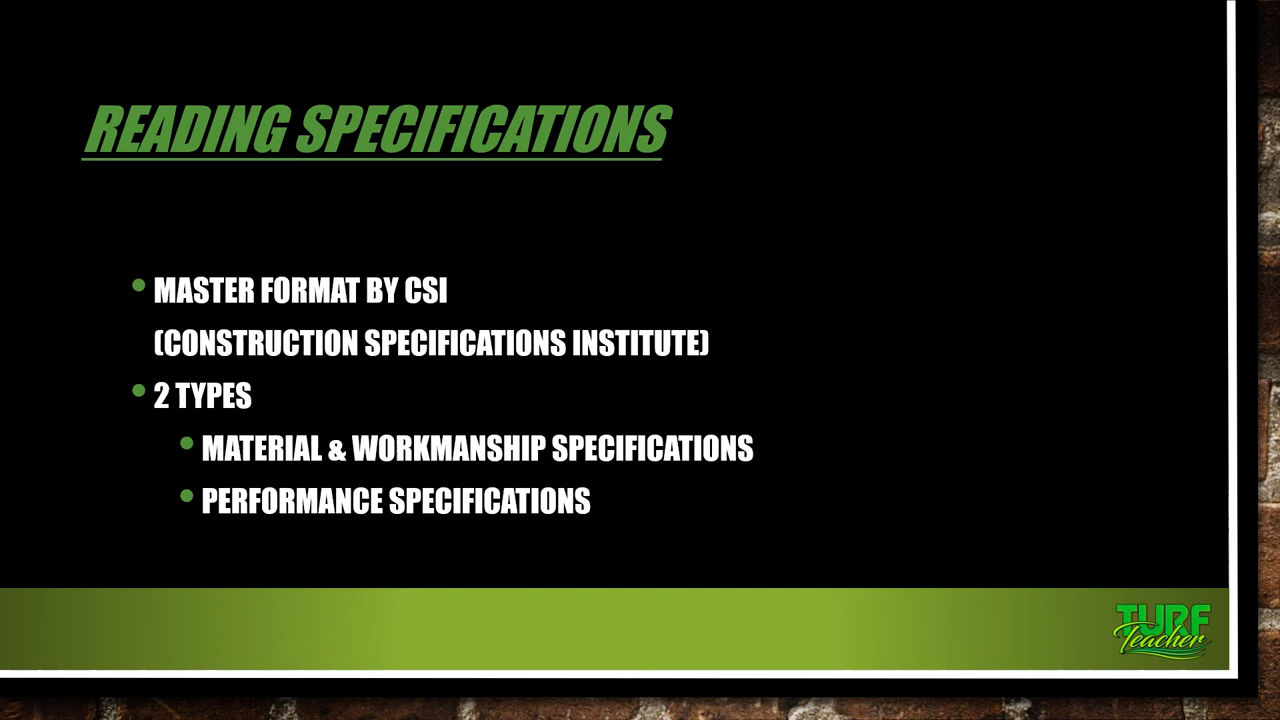 READING SPECIFICATIONS
• MASTER FORMAT BY CSI
(CONSTRUCTION SPECIFICATIONS INSTITUTE)
• 2 TYPES
• MATERIAL & WORKMANSHIP SPECIFICATIONS
• PERFORMANCE SPECIFICATIONS
TURF
Teacher